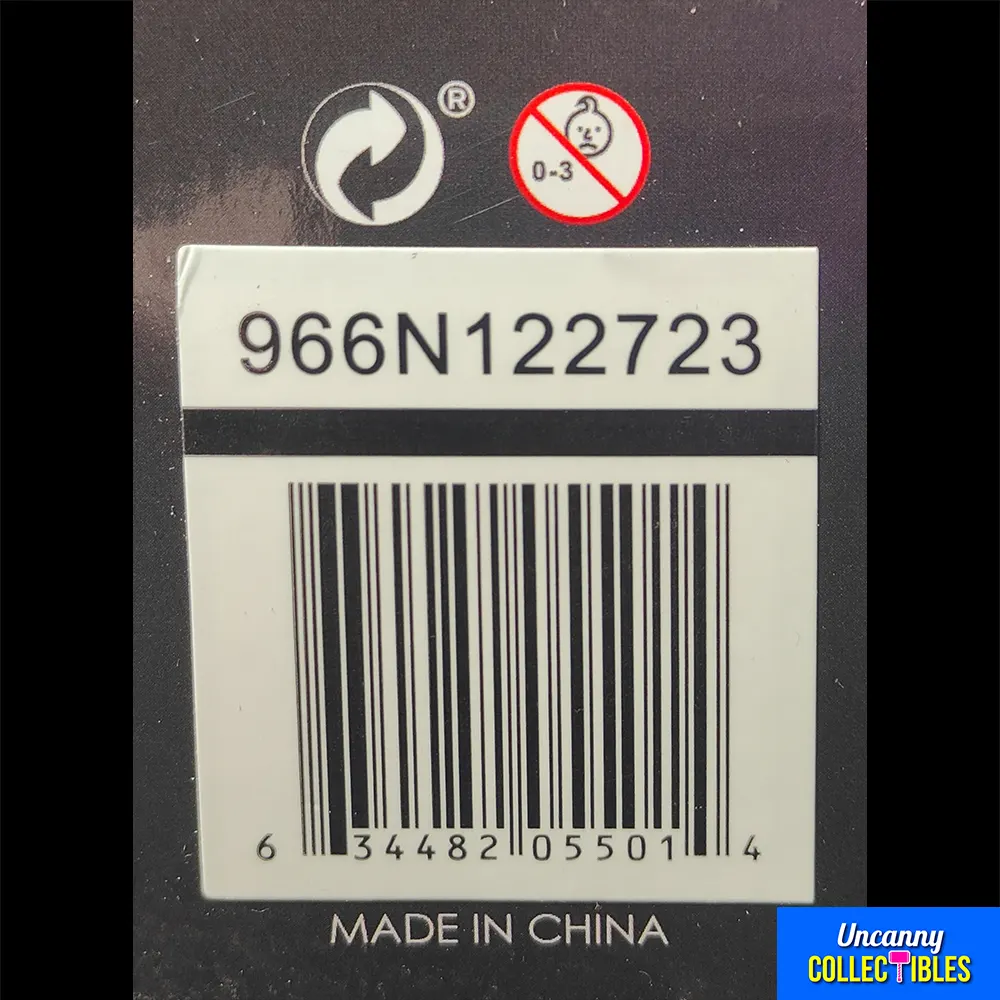 ®
0-3
966N122723
6 34482 05501 4
MADE IN CHINA
Uncanny
COLLECTIBLES